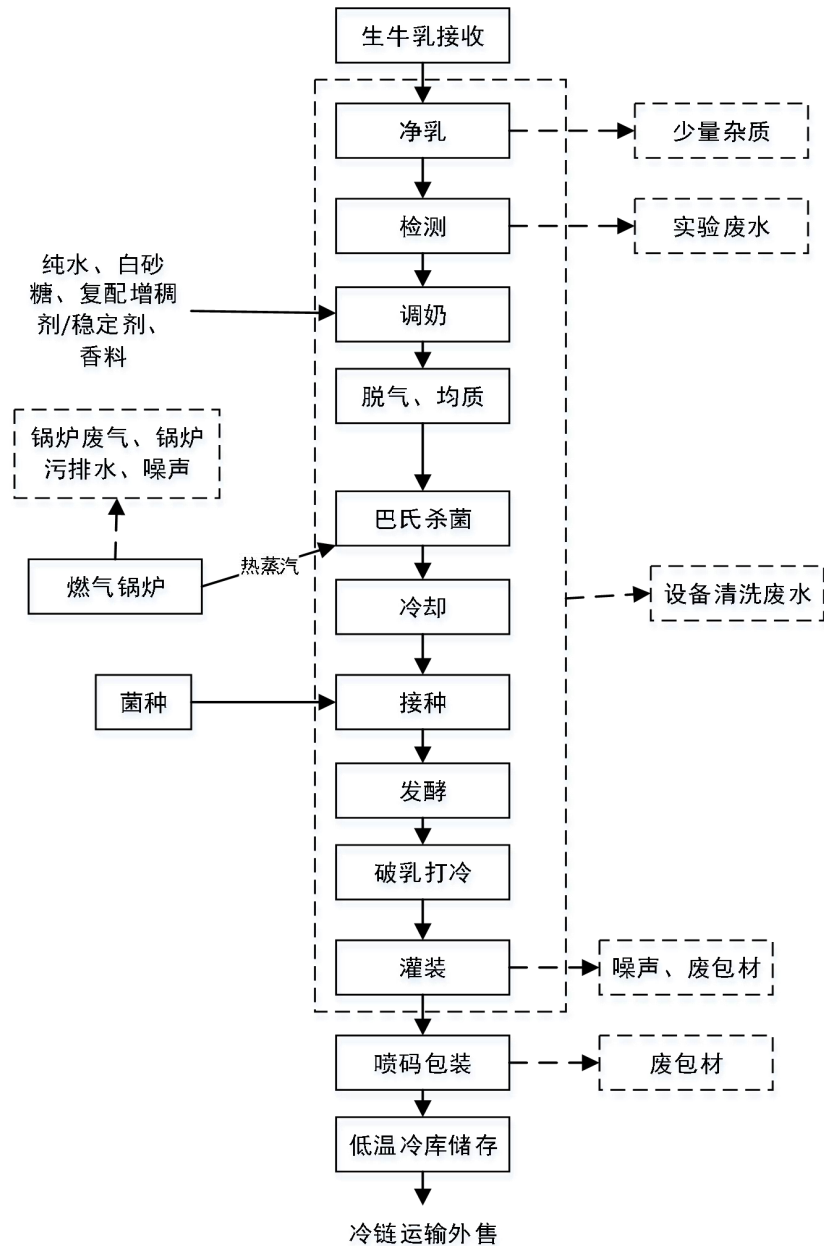 生牛乳接收
净乳
少量杂质
检测
实验废水
纯水、白砂
糖、复配增稠
剂/稳定剂、
香料
调奶
脱气、均质
锅炉废气、锅炉
污排水、噪声
巴氏杀菌
热蒸汽
燃气锅炉
冷却
设备清洗废水
菌种
接种
发酵
破乳打冷
灌装
噪声、废包材
喷码包装
废包材
低温冷库储存
冷链运输外售